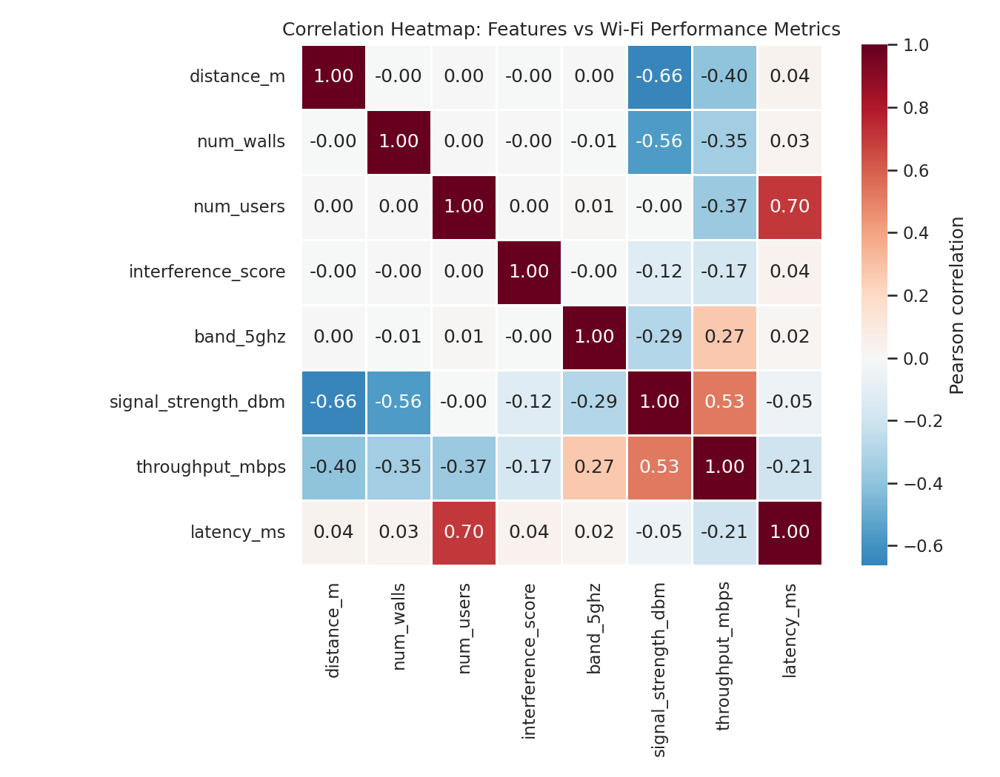 Correlation Heatmap: Features vs Wi-Fi Performance Metrics
distance_m 1.00 -0.00 0.00 -0.00 0.00 -0.66 -0.40 0.04
num_walls -0.00 1.00 0.00 -0.00 -0.01 -0.56 -0.35 0.03
num_users 0.00 0.00 1.00 0.00 0.01 -0.00 -0.37 0.70
interference_score -0.00 -0.00 0.00 1.00 -0.00 -0.12 -0.17 0.04
band_5ghz 0.00 -0.01 0.01 -0.00 1.00 -0.29 0.27 0.02
signal_strength_dbm -0.66 -0.56 -0.00 -0.12 -0.29 1.00 0.53 -0.05
throughput_mbps -0.40 -0.35 -0.37 -0.17 0.27 0.53 1.00 -0.21
latency_ms 0.04 0.03 0.70 0.04 0.02 -0.05 -0.21 1.00
distance_m
num_walls
num_users
interference_score
band_5ghz
signal_strength_dbm
throughput_mbps
latency_ms
1.0
0.8
0.6
0.4
0.2
0.0
−0.2
−0.4
−0.6
Pearson correlation